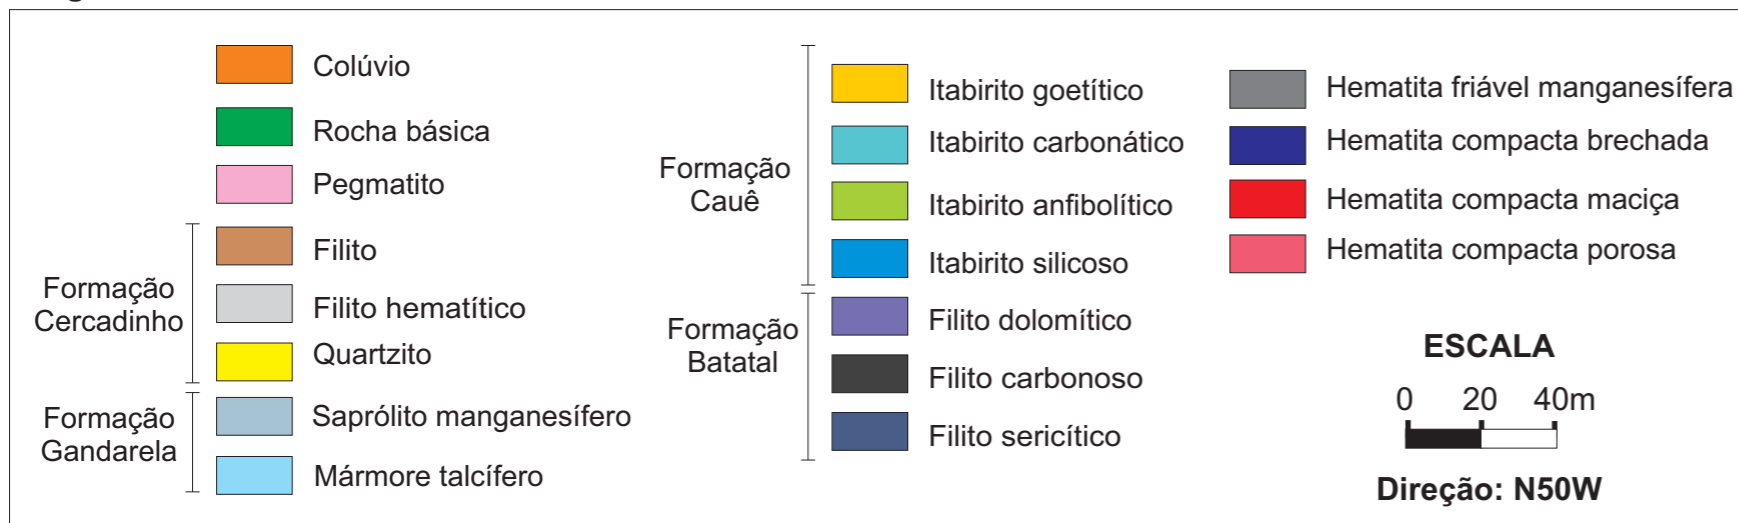 Colúvio
Rocha básica
Pegmatito
Formação
Cercadinho
Filito
Filito hematítico
Quartzito
Formação
Gandarela
Saprólito manganesífero
Mármore talcífero
Formação
Cauê
Itabirito goetítico
Itabirito carbonático
Itabirito anfibolítico
Itabirito silicoso
Formação
Batatal
Filito dolomítico
Filito carbonoso
Filito sericítico
Hematita friável manganesífera
Hematita compacta brechada
Hematita compacta maciça
Hematita compacta porosa
ESCALA
0 20 40m
Direção: N50W